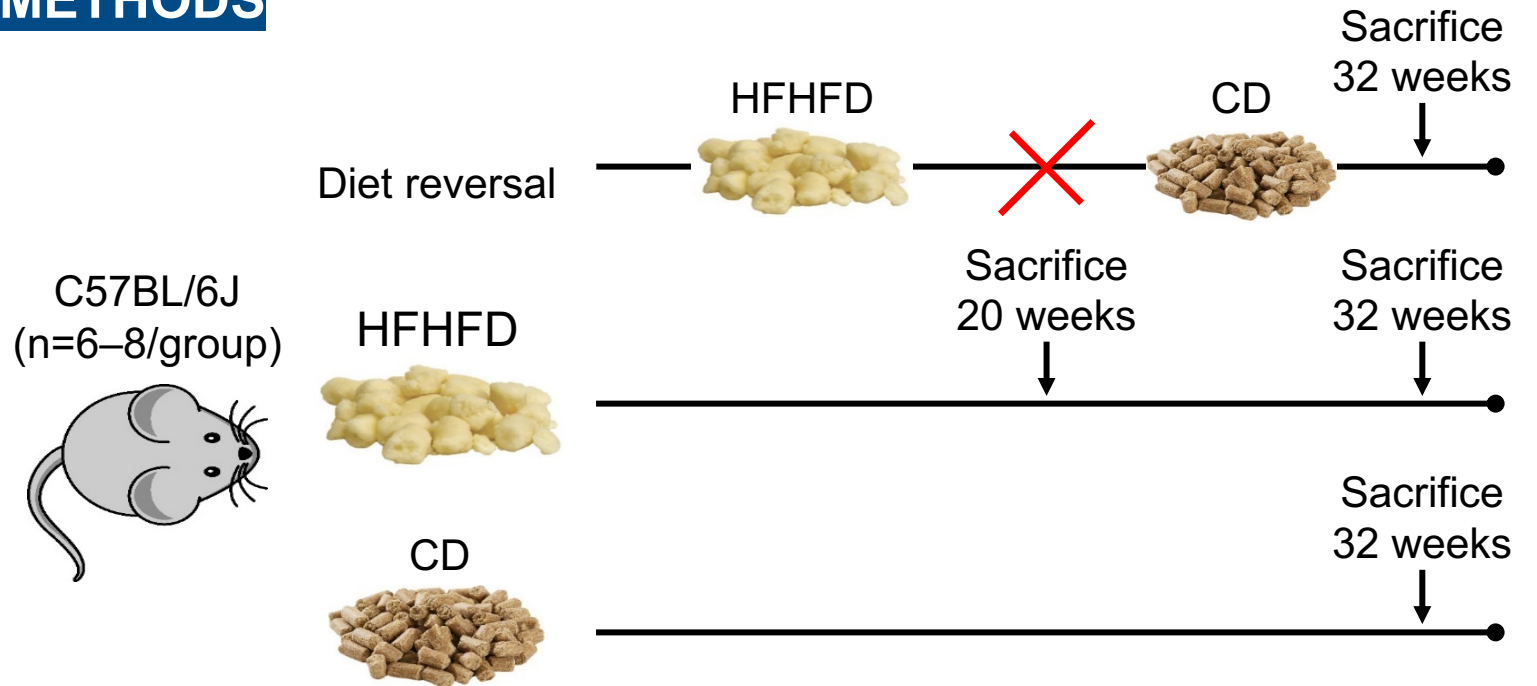 METHODS
Sacrifice
32 weeks
HFHFD
CD
Diet reversal
Sacrifice
20 weeks
Sacrifice
32 weeks
C57BL/6J
(n=6–8/group)
HFHFD
Sacrifice
32 weeks
CD